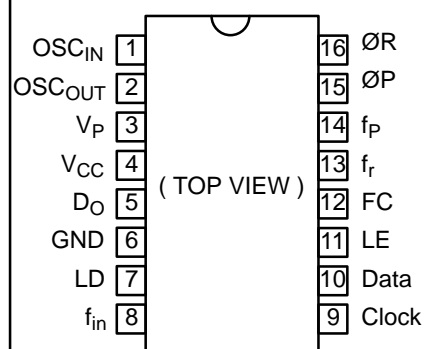 OSCIN 1 16 ØR
OSCOUT 2 15 ØP
VP 3 14 fP
VCC 4 13 fr
( TOP VIEW )
DO 5 12 FC
GND 6 11 LE
LD 7 10 Data
fin 8 9 Clock